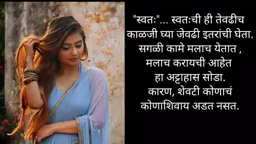 "स्वतः"... स्वतःची ही तेवढीच
काळजी घ्या जेवढी इतरांची घेता.
सगळी कामे मलाच येतात ,
मलाच करायची आहेत
हा अट्टाहास सोडा.
कारण, शेवटी कोणाचं
कोणाशिवाय अडत नसत.